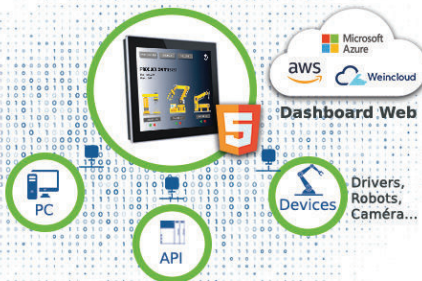 Microsoft
Azure
aws
Weincloud
Dashboard Web
5
PC
API
Devices
Drivers,
Robots,
Caméra...